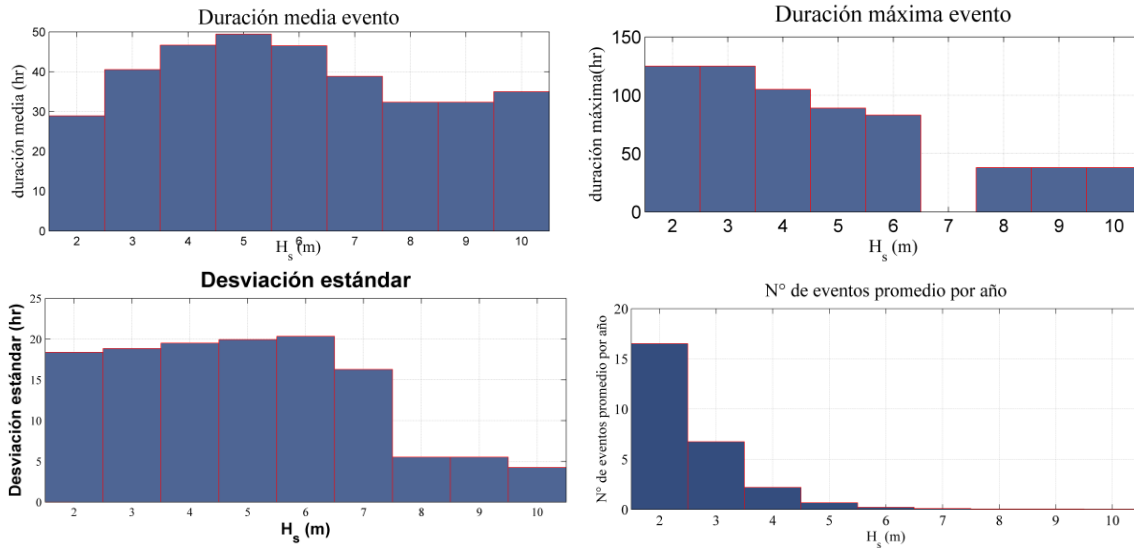 Duración media evento
50
40
30
20
10
0
duración media (hr)
2 3 4 5 6 7 8 9 10
H_s (m)
Duración máxima evento
150
100
50
0
duración máxima(hr)
2 3 4 5 6 7 8 9 10
H_s (m)
Desviación estándar
25
20
15
10
5
0
Desviación estándar (hr)
2 3 4 5 6 7 8 9 10
H_s (m)
N° de eventos promedio por año
20
15
10
5
0
N° de eventos promedio por año
2 3 4 5 6 7 8 9 10
H_s (m)